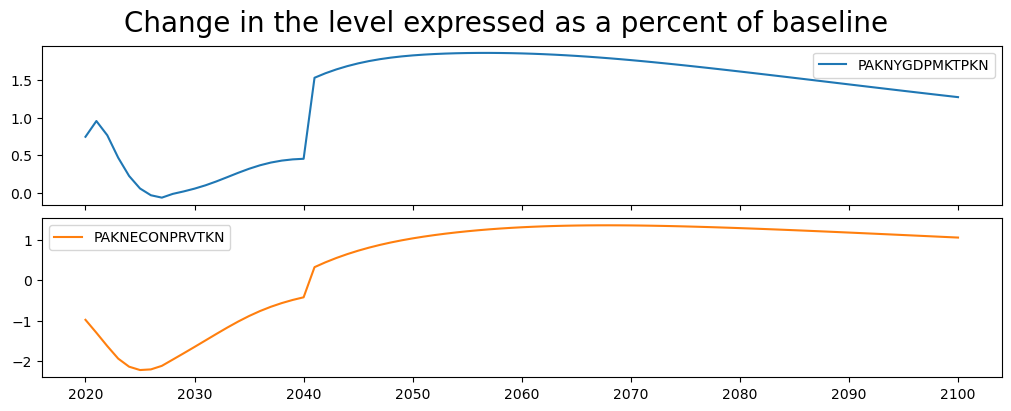 Change in the level expressed as a percent of baseline
1.5
1.0
0.5
0.0
PAKNYGDPMKTPKN
1
0
−1
−2
PAKNECONPRVTKN
2020 2030 2040 2050 2060 2070 2080 2090 2100